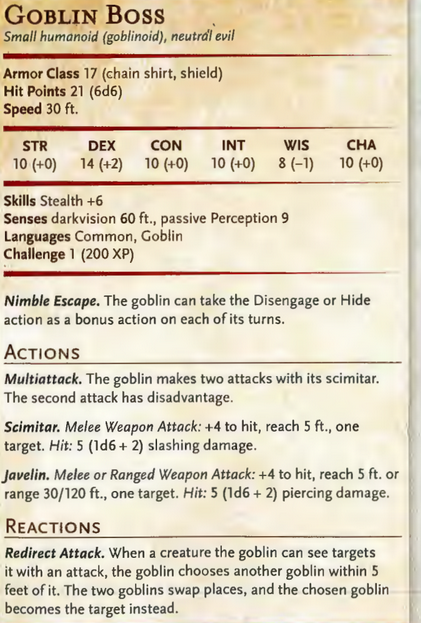 GOBLIN BOSS
Small humanoid (goblinoid), neutral evil
Armor Class 17 (chain shirt, shield)
Hit Points 21 (6d6)
Speed 30 ft.
STR DEX CON INT WIS CHA
10 (+0) 14 (+2) 10 (+0) 10 (+0) 8 (−1) 10 (+0)
Skills Stealth +6
Senses darkvision 60 ft., passive Perception 9
Languages Common, Goblin
Challenge 1 (200 XP)
Nimble Escape. The goblin can take the Disengage or Hide
action as a bonus action on each of its turns.
ACTIONS
Multiattack. The goblin makes two attacks with its scimitar.
The second attack has disadvantage.
Scimitar. Melee Weapon Attack: +4 to hit, reach 5 ft., one
target. Hit: 5 (1d6 + 2) slashing damage.
Javelin. Melee or Ranged Weapon Attack: +4 to hit, reach 5 ft. or
range 30/120 ft., one target. Hit: 5 (1d6 + 2) piercing damage.
REACTIONS
Redirect Attack. When a creature the goblin can see targets
it with an attack, the goblin chooses another goblin within 5
feet of it. The two goblins swap places, and the chosen goblin
becomes the target instead.